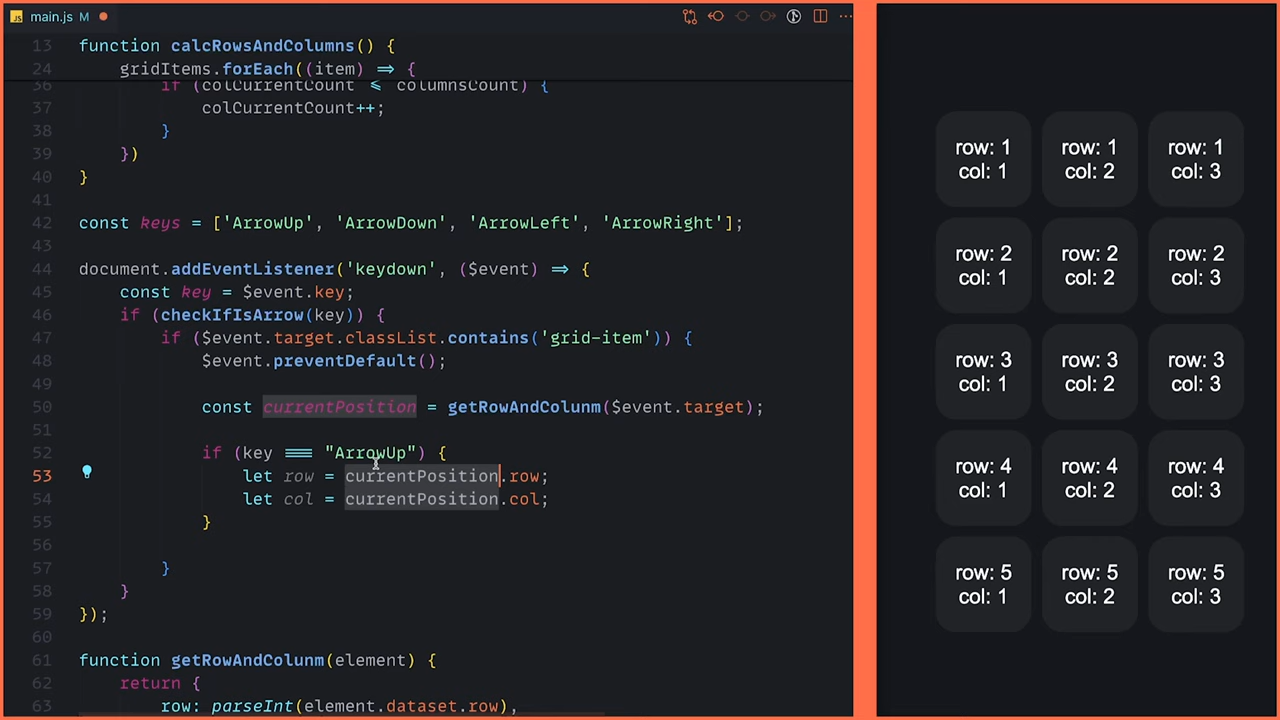 JS main.js M
13 function calcRowsAndColumns() {
24 gridItems.forEach((item) => {
36 if (colCurrentCount <= columnsCount) {
37 colCurrentCount++;
38 }
39 })
40 }
41
42 const keys = ['ArrowUp', 'ArrowDown', 'ArrowLeft', 'ArrowRight'];
43
44 document.addEventListener('keydown', ($event) => {
45 const key = $event.key;
46 if (checkIfIsArrow(key)) {
47 if ($event.target.classList.contains('grid-item')) {
48 $event.preventDefault();
49
50 const currentPosition = getRowAndColunm($event.target);
51
52 if (key === "ArrowUp") {
53 let row = currentPosition.row;
54 let col = currentPosition.col;
55 }
56
57 }
58 }
59 });
60
61 function getRowAndColunm(element) {
62 return {
63 row: parseInt(element.dataset.row),
row: 1 row: 1 row: 1
col: 1 col: 2 col: 3
row: 2 row: 2 row: 2
col: 1 col: 2 col: 3
row: 3 row: 3 row: 3
col: 1 col: 2 col: 3
row: 4 row: 4 row: 4
col: 1 col: 2 col: 3
row: 5 row: 5 row: 5
col: 1 col: 2 col: 3